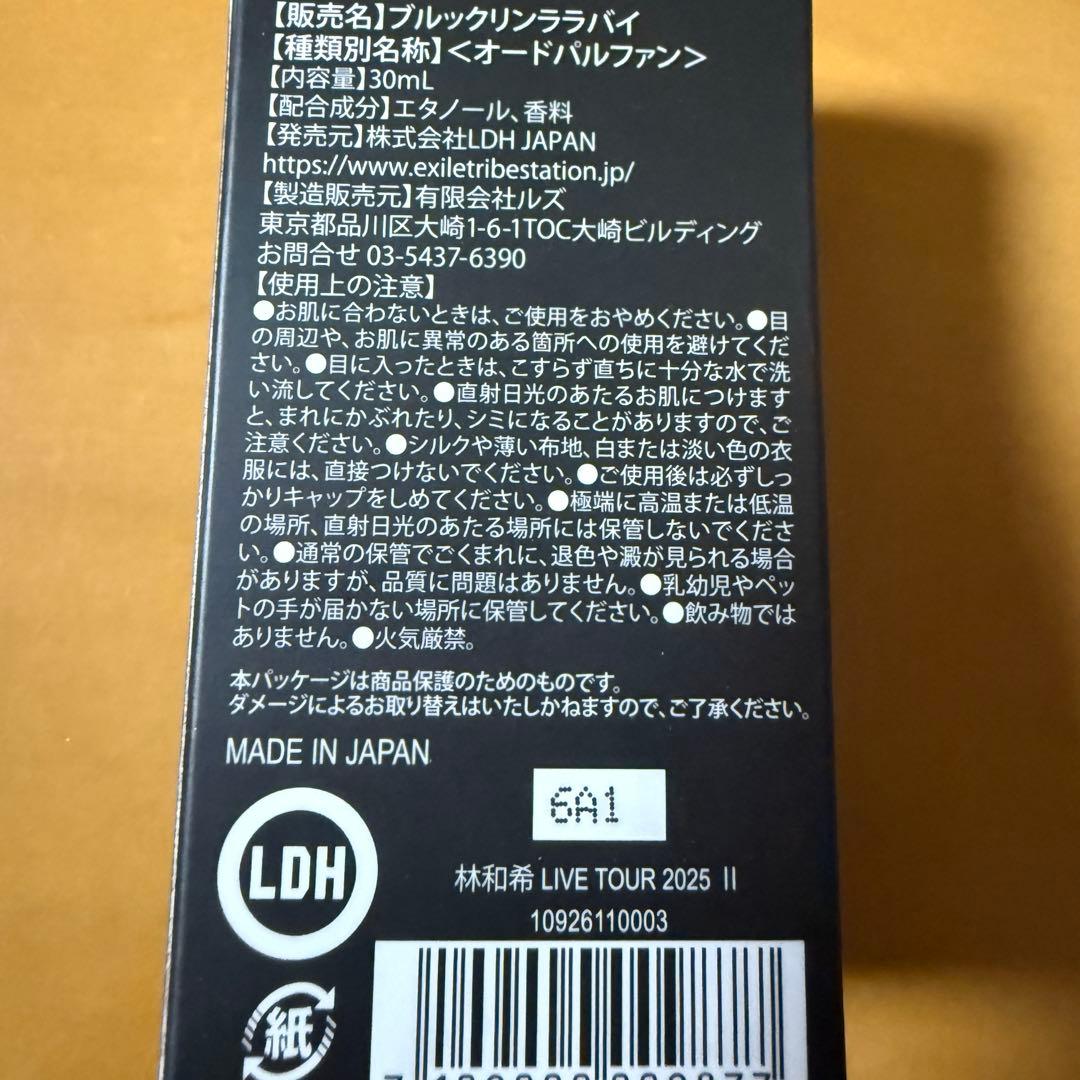 【販売名】ブルックリンララバイ
【種類別名称】＜オードパルファン＞
【内容量】30mL
【配合成分】エタノール、香料
【発売元】株式会社LDH JAPAN
https://www.exiletribestation.jp/
【製造販売元】有限会社ルズ
東京都品川区大崎1-6-1TOC大崎ビルディング
お問合せ 03-5437-6390
【使用上の注意】
●お肌に合わないときは、ご使用をおやめください。●目
の周辺や、お肌に異常のある箇所への使用を避けてくだ
さい。●目に入ったときは、こすらず直ちに十分な水で洗
い流してください。●直射日光のあたるお肌につけます
と、まれにかぶれたり、シミになることがありますので、ご
注意ください。●シルクや薄い布地、白または淡い色の衣
服には、直接つけないでください。●ご使用後は必ずしっ
かりキャップをしめてください。●極端に高温または低温
の場所、直射日光のあたる場所には保管しないでくださ
い。●通常の保管でごくまれに、退色や澱が見られる場合
がありますが、品質に問題はありません。●乳幼児やペッ
トの手が届かない場所に保管してください。●飲み物では
ありません。●火気厳禁。
本パッケージは商品保護のためのものです。
ダメージによるお取り替えはいたしかねますので、ご了承ください。
MADE IN JAPAN
6A1
LDH
林和希 LIVE TOUR 2025 II
10926110003
紙